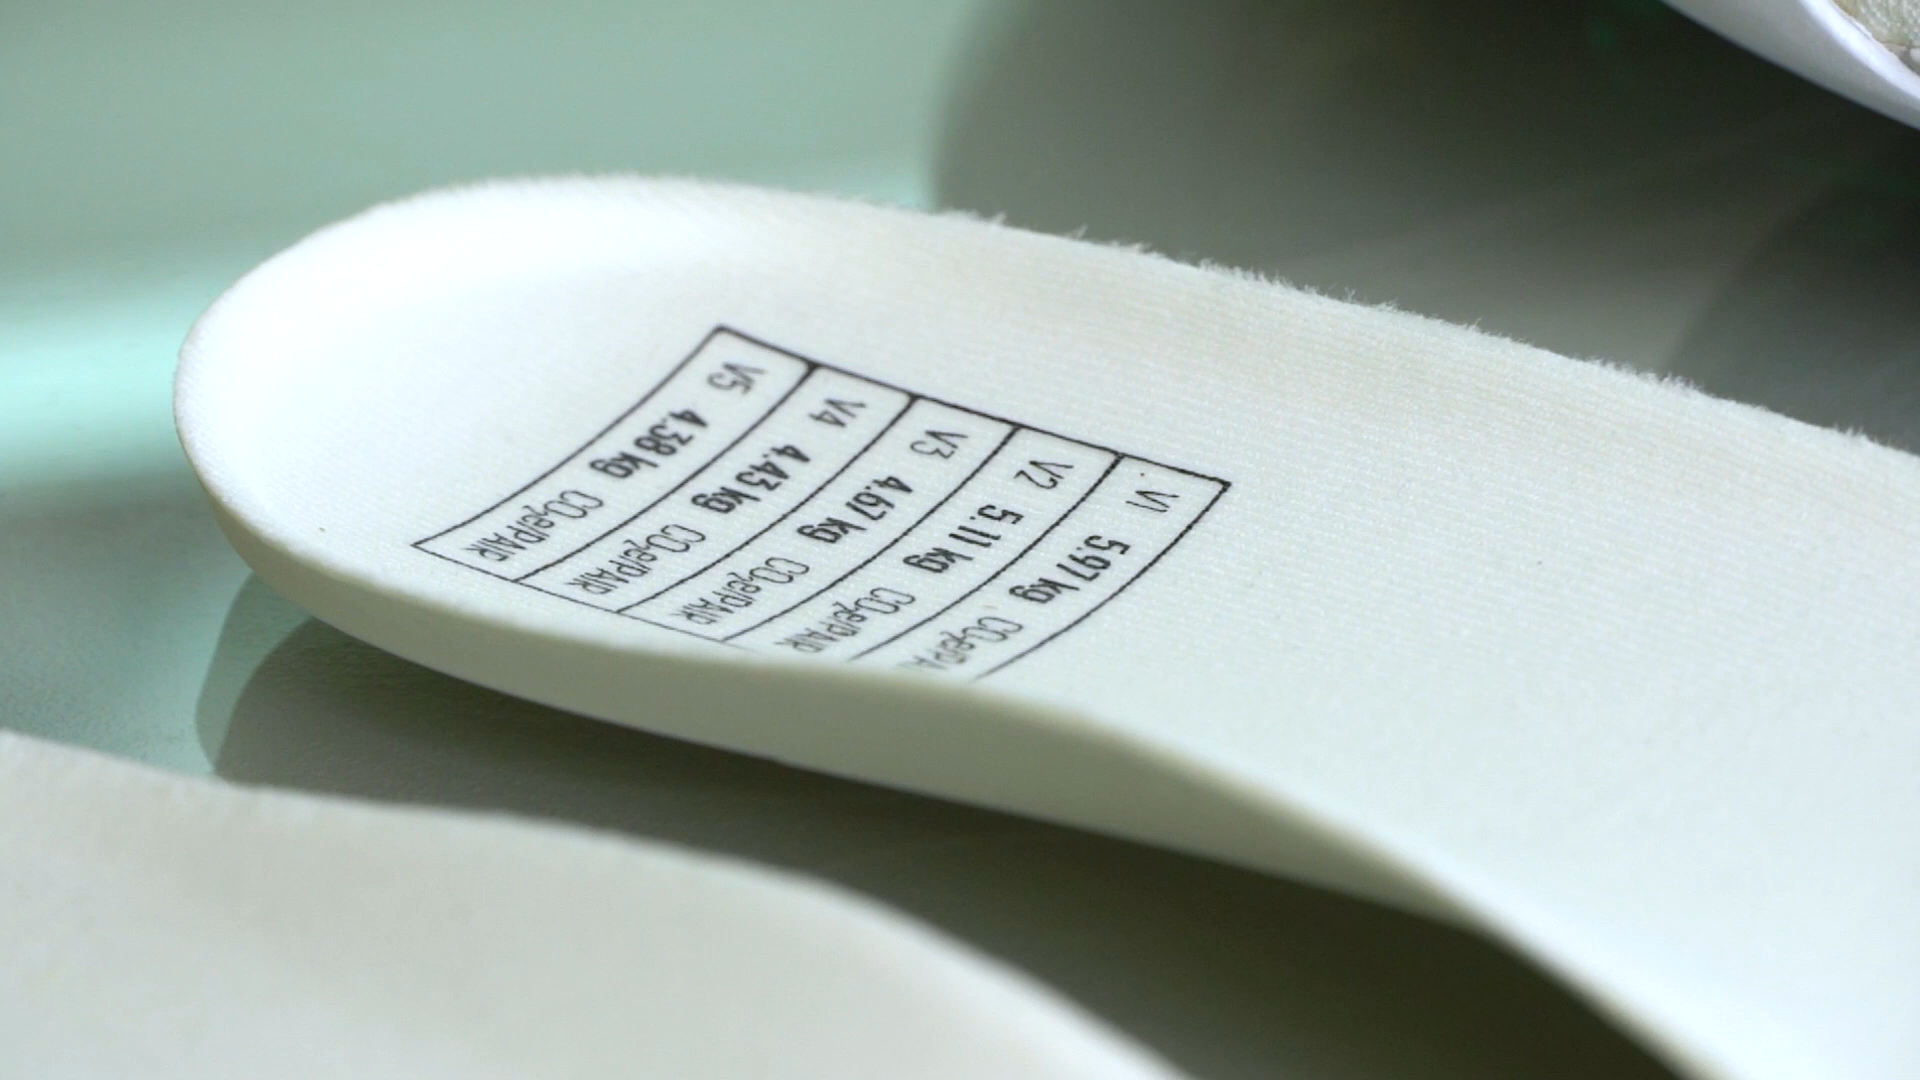 V1 5.97 kg CO₂e/PA
V2 5.11 kg CO₂e/PAIR
V3 4.67 kg CO₂e/PAIR
V4 4.43 kg CO₂e/PAIR
V5 4.38 kg CO₂e/PAIR